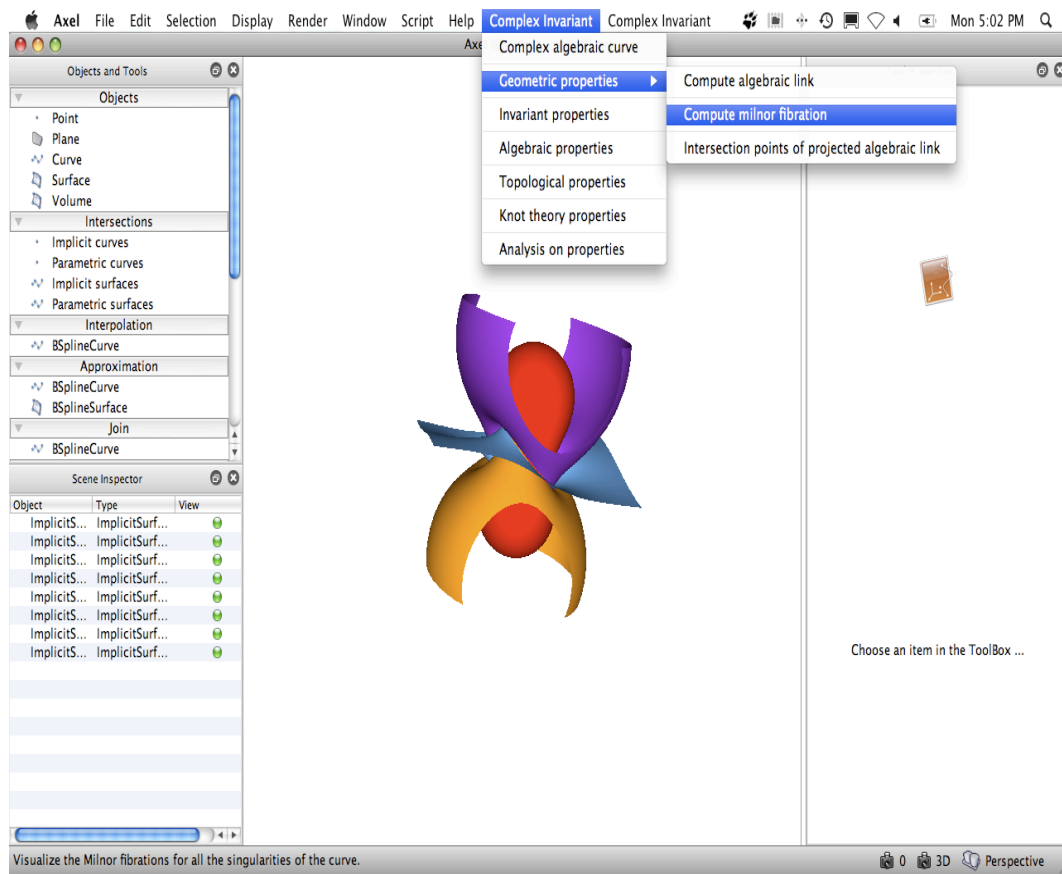 Axel File Edit Selection Display Render Window Script Help Complex Invariant Complex Invariant Mon 5:02 PM
Axe
Complex algebraic curve
Geometric properties
Invariant properties
Algebraic properties
Topological properties
Knot theory properties
Analysis on properties
Compute algebraic link
Compute milnor fibration
Intersection points of projected algebraic link
Objects and Tools
Objects
Point
Plane
Curve
Surface
Volume
Intersections
Implicit curves
Parametric curves
Implicit surfaces
Parametric surfaces
Interpolation
BSplineCurve
Approximation
BSplineCurve
BSplineSurface
Join
BSplineCurve
Scene Inspector
Object Type View
ImplicitS... ImplicitSurf...
ImplicitS... ImplicitSurf...
ImplicitS... ImplicitSurf...
ImplicitS... ImplicitSurf...
ImplicitS... ImplicitSurf...
ImplicitS... ImplicitSurf...
ImplicitS... ImplicitSurf...
ImplicitS... ImplicitSurf...
Choose an item in the ToolBox ...
Visualize the Milnor fibrations for all the singularities of the curve. 0 3D Perspective